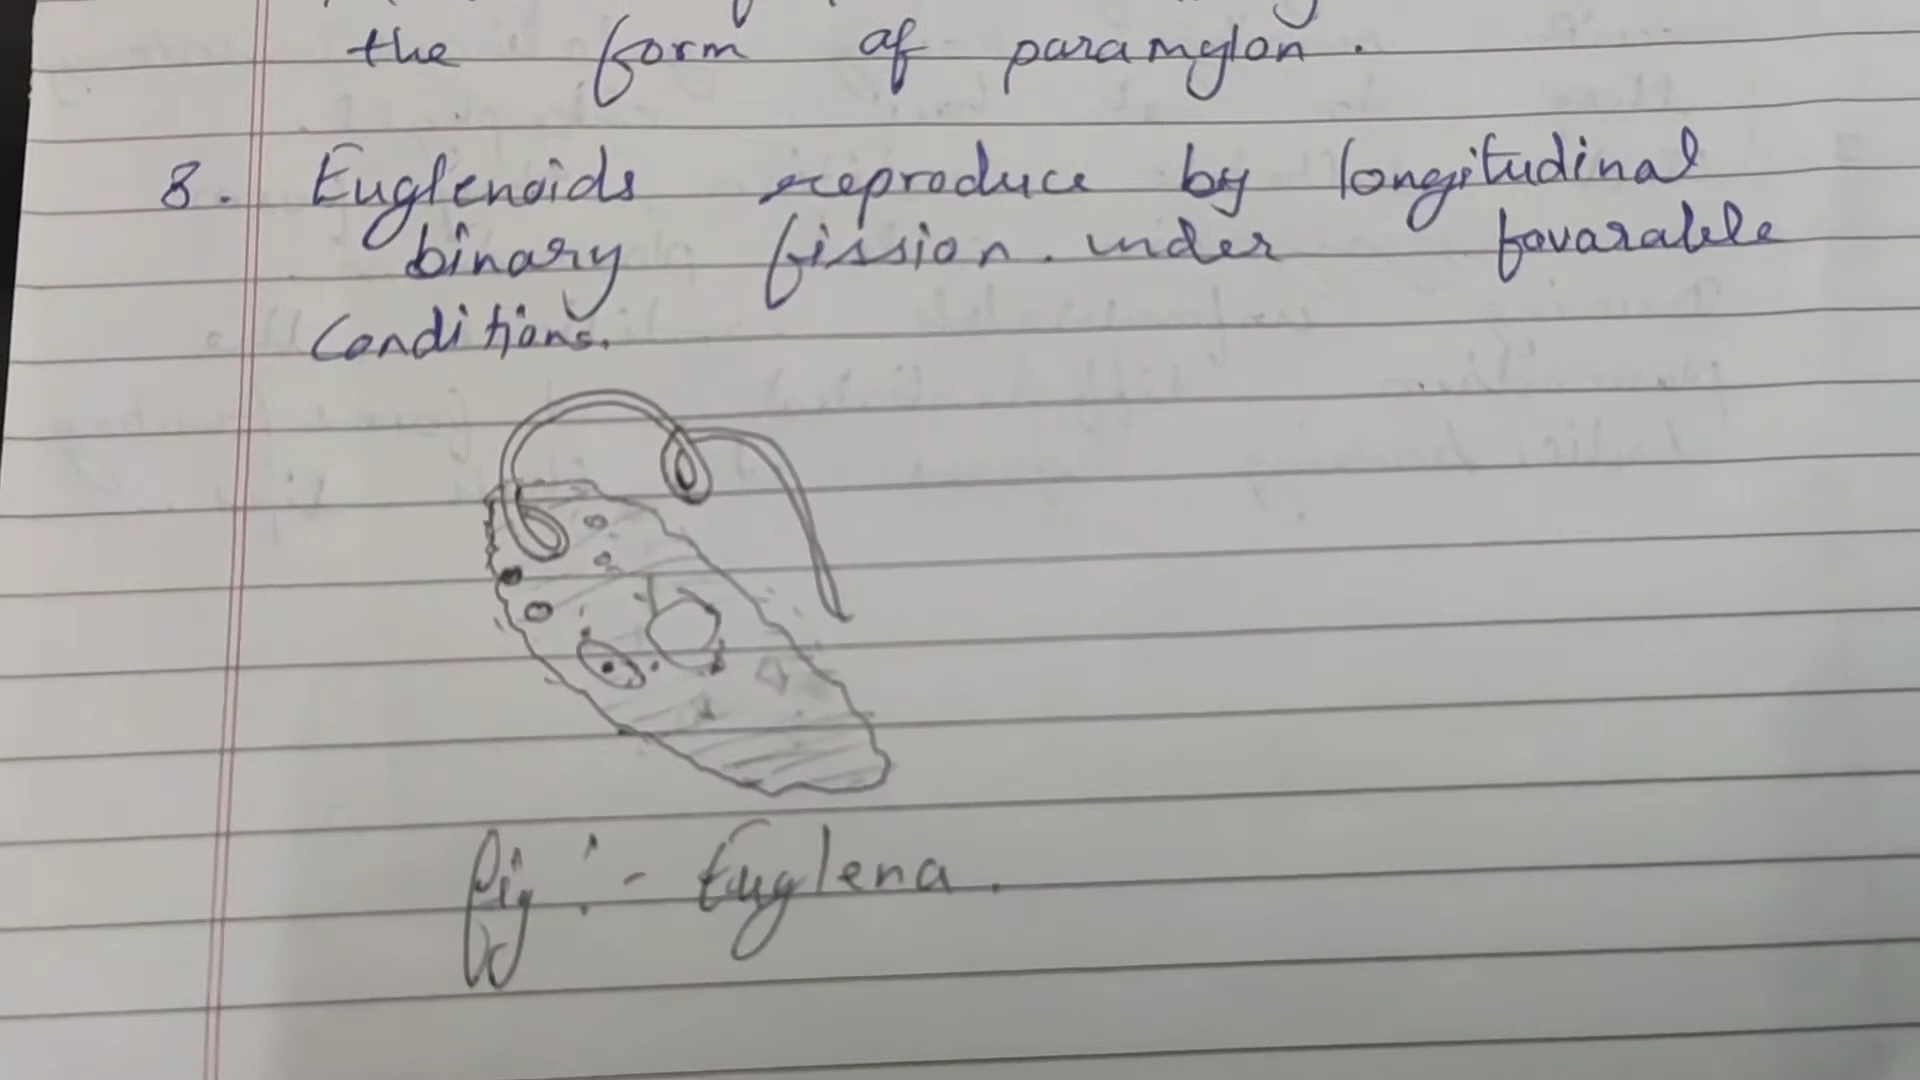 the form of paramylon.
8. Euglenoids reproduce by longitudinal
binary fission. under favarable
Conditions.
fig :- Euglena.